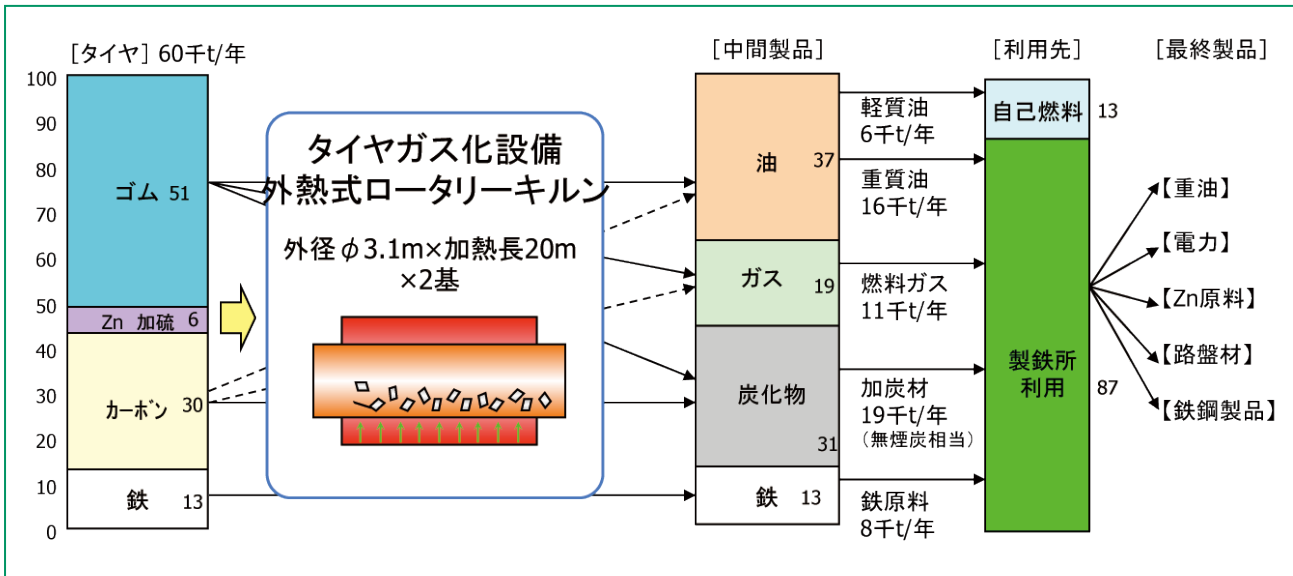 [タイヤ] 60千t/年
100
90
80
70
60
50
40
30
20
10
0
ゴム 51
Zn 加硫 6
カーボン 30
鉄 13
タイヤガス化設備
外熱式ロータリーキルン
外径φ3.1m×加熱長20m
×2基
[中間製品]
油 37
ガス 19
炭化物 31
鉄 13
軽質油
6千t/年
重質油
16千t/年
燃料ガス
11千t/年
加炭材
19千t/年
(無煙炭相当)
鉄原料
8千t/年
[利用先]
自己燃料 13
製鉄所
利用 87
[最終製品]
【重油】
【電力】
【Zn原料】
【路盤材】
【鉄鋼製品】